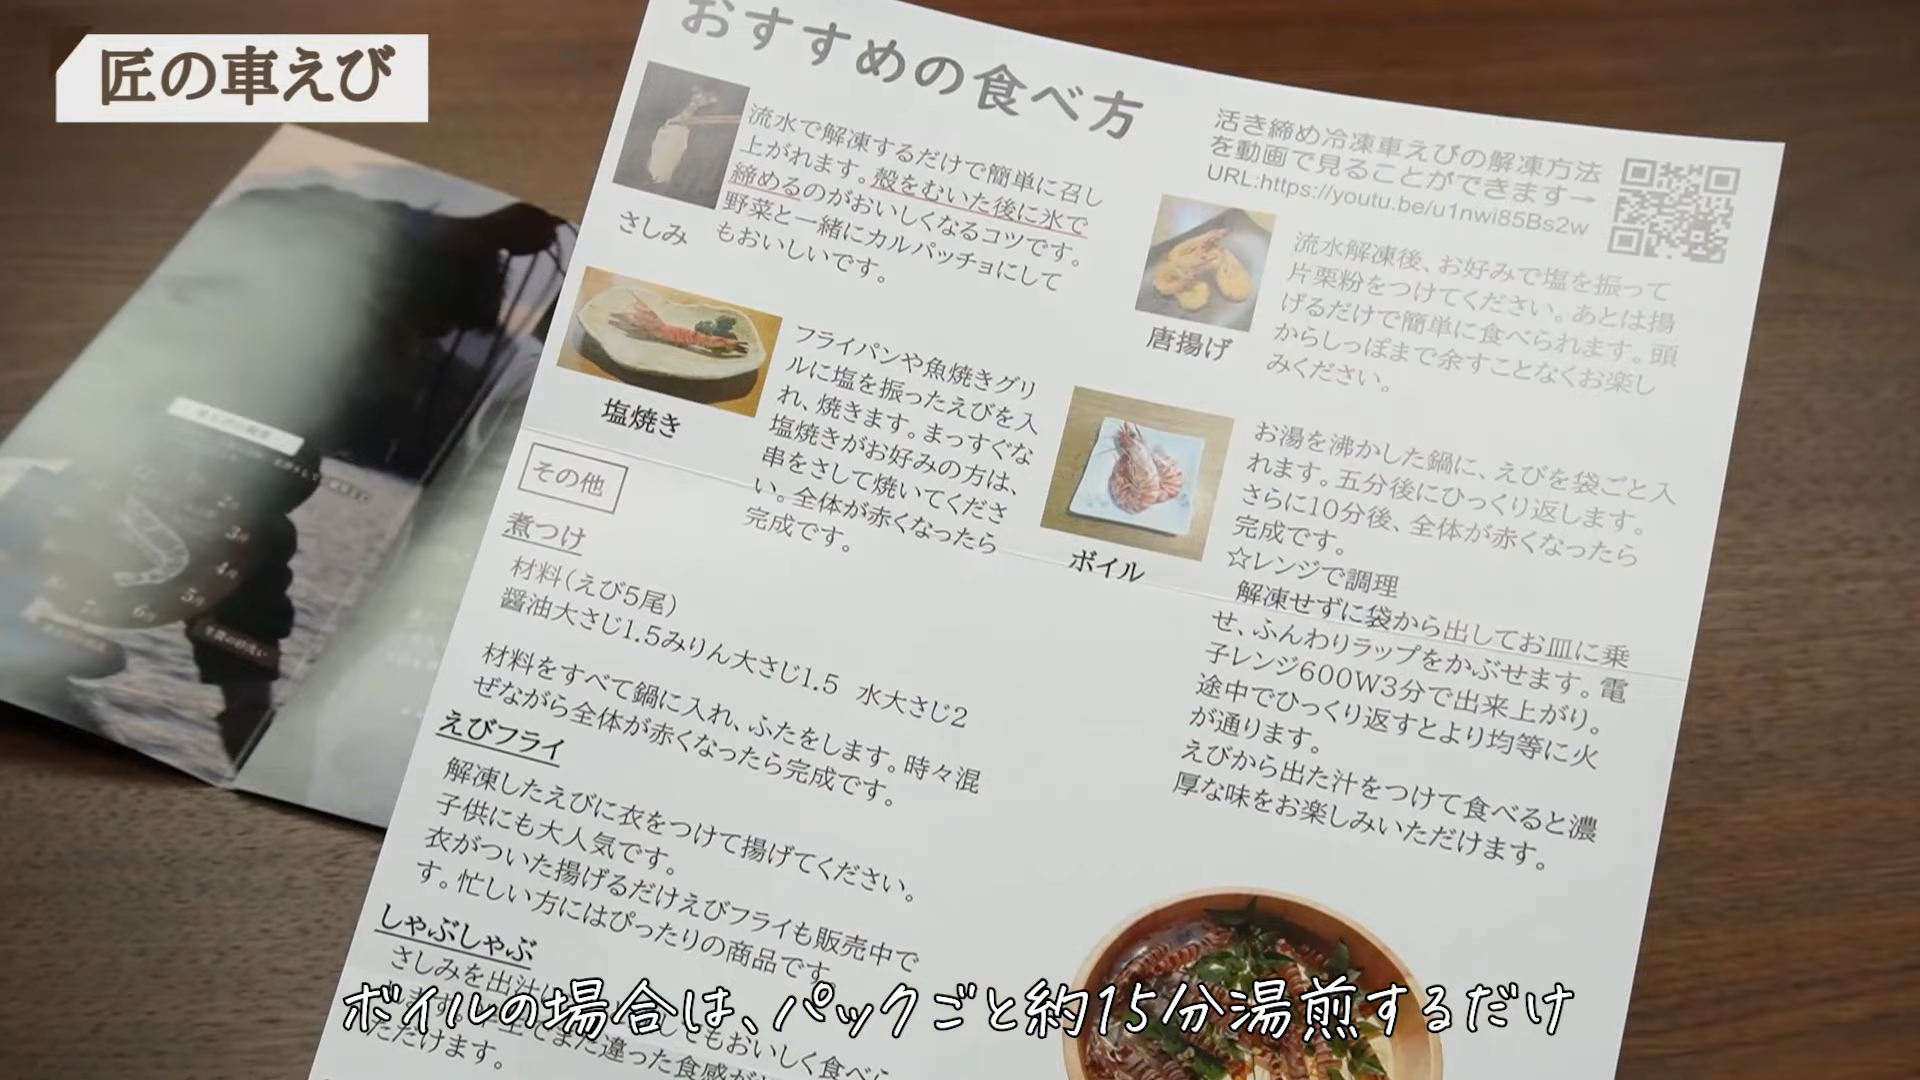 匠の車えび
おすすめの食べ方
流水で解凍するだけで簡単に召し
上がれます。殻をむいた後に氷で
締めるのがおいしくなるコツです。
野菜と一緒にカルパッチョにして
もおいしいです。
さしみ
フライパンや魚焼きグリ
ルに塩を振ったえびを入
れ、焼きます。まっすぐな
塩焼きがお好みの方は、
串をさして焼いてくださ
い。全体が赤くなったら
完成です。
塩焼き
活き締め冷凍車えびの解凍方法
を動画で見ることができます→
URL:https://youtu.be/u1nwi85Bs2w
流水解凍後、お好みで塩を振って
片栗粉をつけてください。あとは揚
げるだけで簡単に食べられます。頭
からしっぽまで余すことなくお楽し
みください。
唐揚げ
お湯を沸かした鍋に、えびを袋ごと入
れます。五分後にひっくり返します。
さらに10分後、全体が赤くなったら
完成です。
ボイル
☆レンジで調理
解凍せずに袋から出してお皿に乗
せ、ふんわりラップをかぶせます。電
子レンジ600W3分で出来上がり。
途中でひっくり返すとより均等に火
が通ります。
えびから出た汁をつけて食べると濃
厚な味をお楽しみいただけます。
その他
煮つけ
材料（えび5尾）
醤油大さじ1.5みりん大さじ1.5 水大さじ2
材料をすべて鍋に入れ、ふたをします。時々混
ぜながら全体が赤くなったら完成です。
えびフライ
解凍したえびに衣をつけて揚げてください。
子供にも大人気です。
衣がついた揚げるだけえびフライも販売中で
す。忙しい方にはぴったりの商品です。
しゃぶしゃぶ
さしみを出汁
もおいしく食べ
ただけます。
ボイルの場合は、パックごと約15分湯煎するだけ